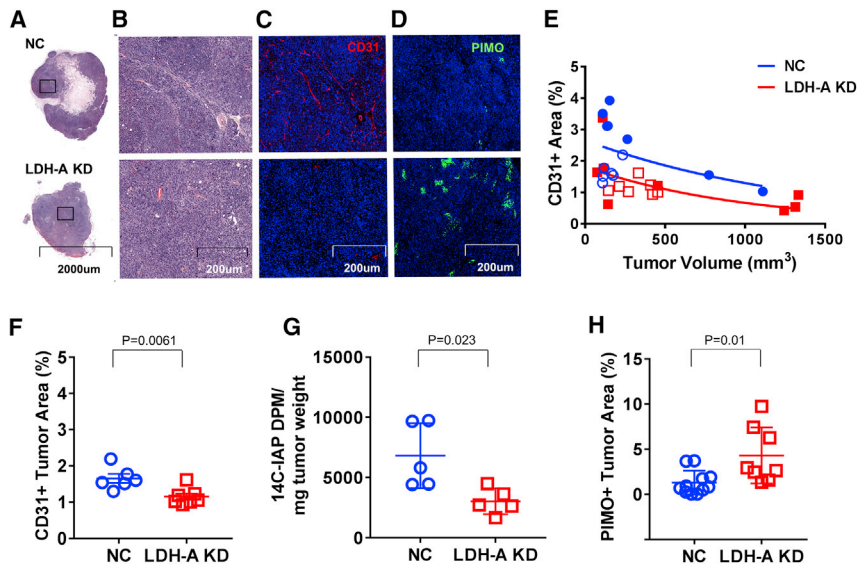 A
B
C
D
E
NC
CD31
PIMO
LDH-A KD
2000um
200um
200um
200um
NC
LDH-A KD
CD31+ Area (%)
5
4
3
2
1
0
0
500
1000
1500
Tumor Volume (mm3)
F
G
H
P=0.0061
P=0.023
P=0.01
CD31+ Tumor Area (%)
5
4
3
2
1
0
NC
LDH-A KD
14C-IAP DPM/
mg tumor weight
15000
10000
5000
0
NC
LDH-A KD
PIMO+ Tumor Area (%)
15
10
5
0
NC
LDH-A KD